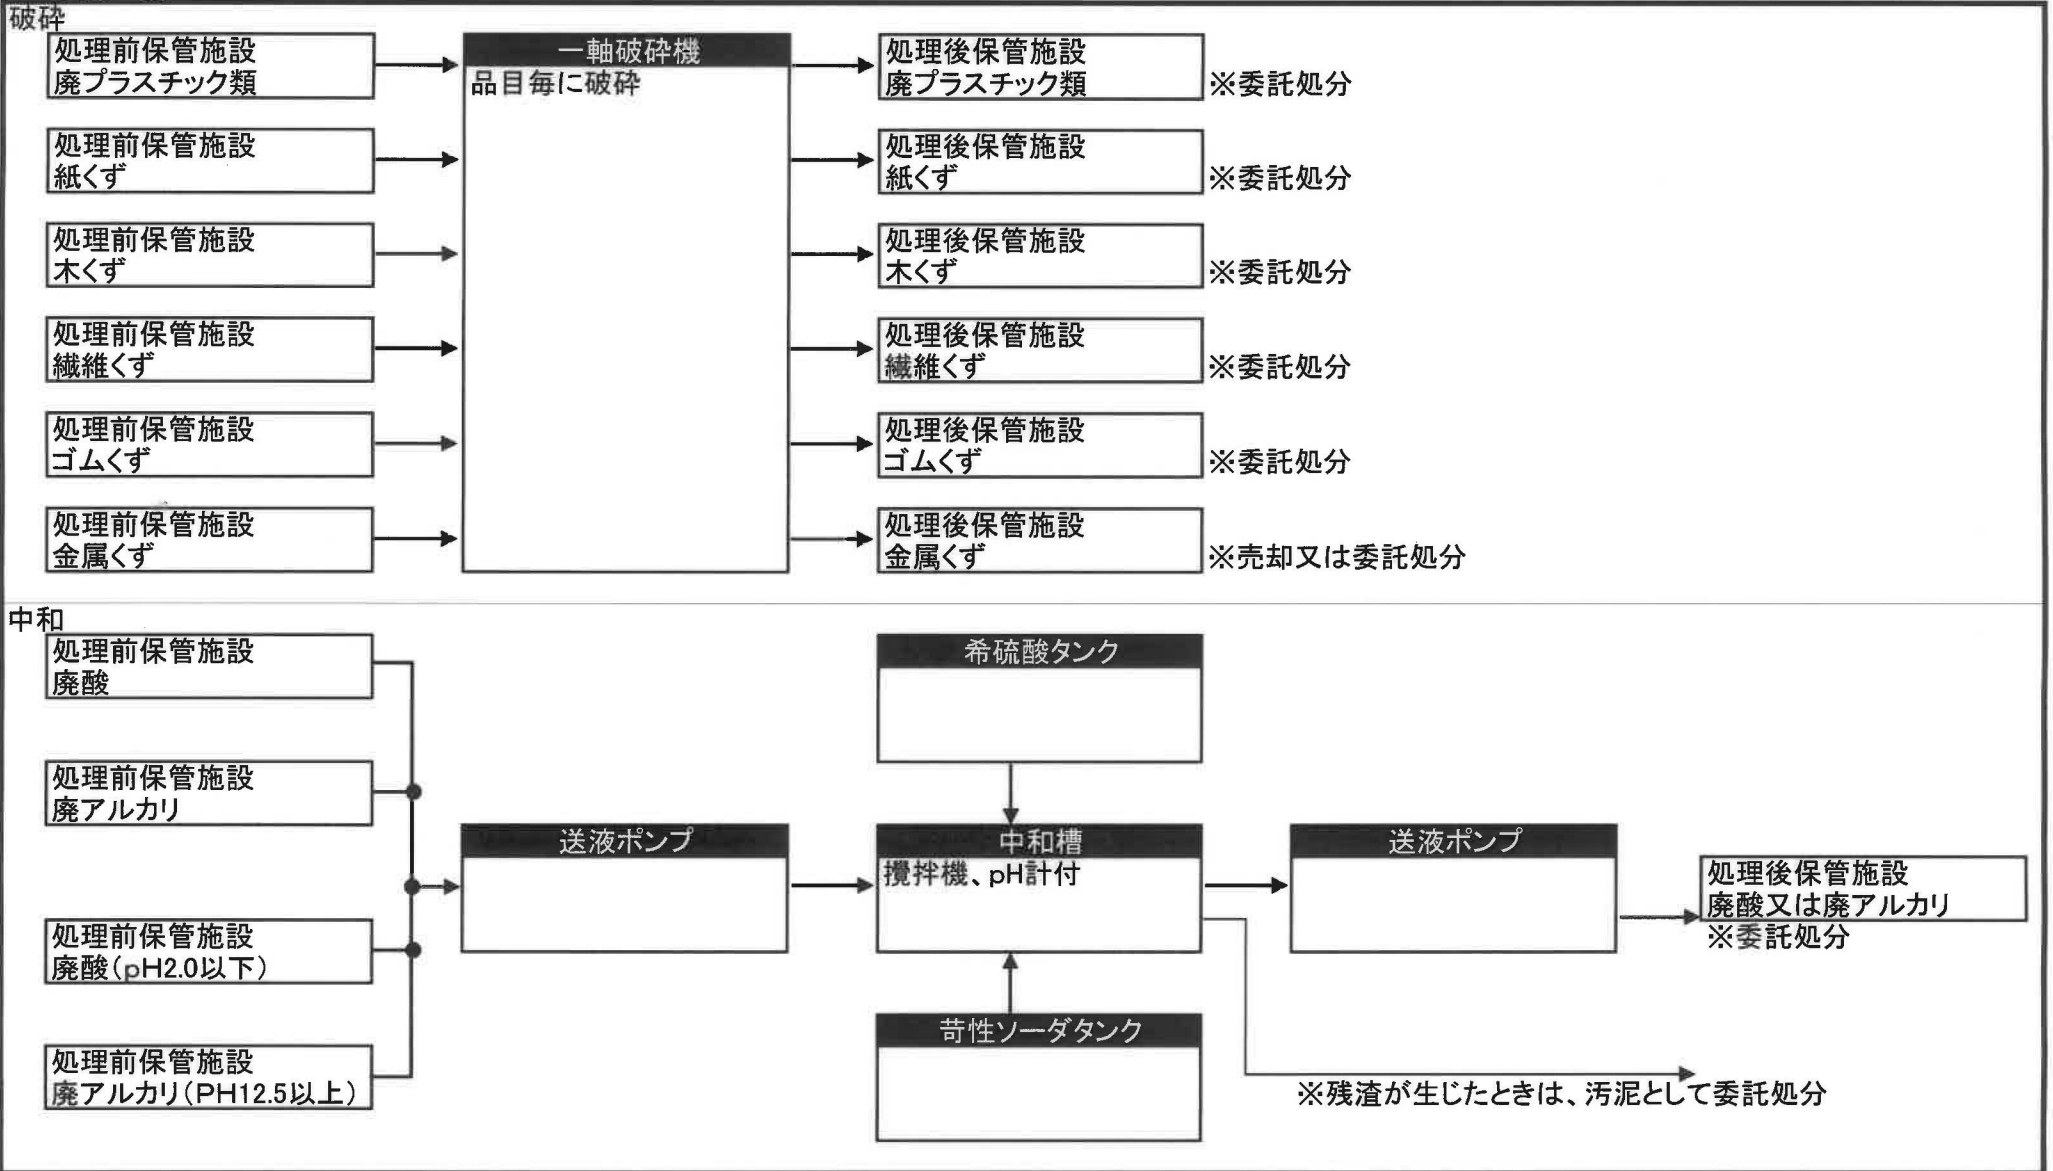 破砕
処理前保管施設
廃プラスチック類
一軸破砕機
品目毎に破砕
処理後保管施設
廃プラスチック類
※委託処分
処理前保管施設
紙くず
処理後保管施設
紙くず
※委託処分
処理前保管施設
木くず
処理後保管施設
木くず
※委託処分
処理前保管施設
繊維くず
処理後保管施設
繊維くず
※委託処分
処理前保管施設
ゴムくず
処理後保管施設
ゴムくず
※委託処分
処理前保管施設
金属くず
処理後保管施設
金属くず
※売却又は委託処分
中和
処理前保管施設
廃酸
希硫酸タンク
処理前保管施設
廃アルカリ
送液ポンプ
中和槽
攪拌機、pH計付
送液ポンプ
処理後保管施設
廃酸又は廃アルカリ
※委託処分
処理前保管施設
廃酸（pH2.0以下）
苛性ソーダタンク
処理前保管施設
廃アルカリ（PH12.5以上）
※残渣が生じたときは、汚泥として委託処分